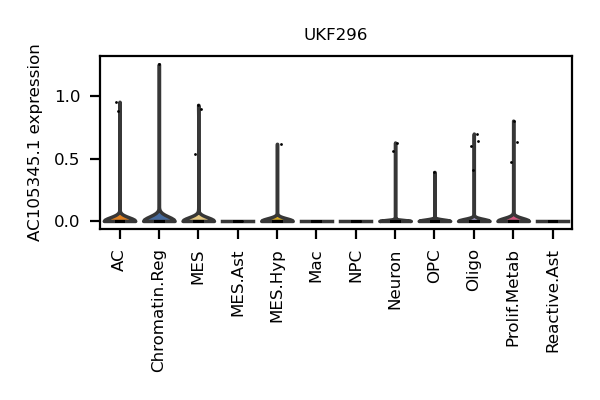 UKF296
AC105345.1 expression
1.0
0.5
0.0
AC
Chromatin.Reg
MES
MES.Ast
MES.Hyp
Mac
NPC
Neuron
OPC
Oligo
Prolif.Metab
Reactive.Ast